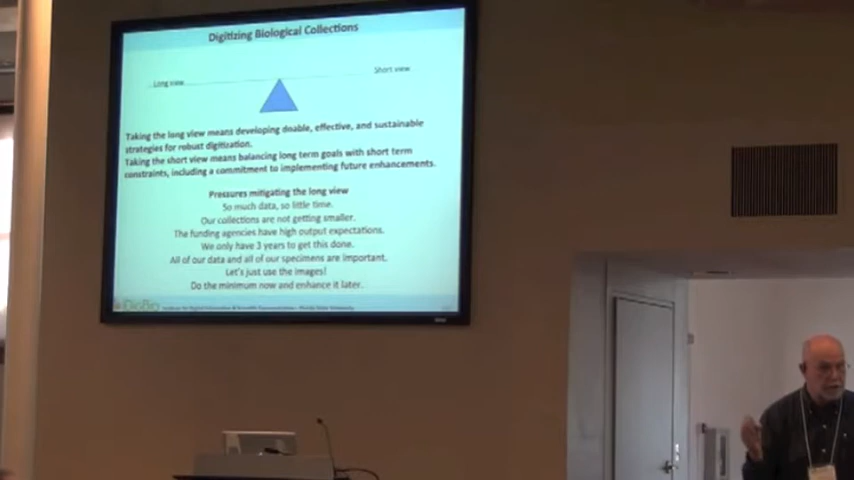 Digitizing Biological Collections
Long view
Short view
Taking the long view means developing doable, effective, and sustainable
strategies for robust digitization.
Taking the short view means balancing long term goals with short term
constraints, including a commitment to implementing future enhancements.
Pressures mitigating the long view
So much data, so little time.
Our collections are not getting smaller.
The funding agencies have high output expectations.
We only have 3 years to get this done.
All of our data and all of our specimens are important.
Let's just use the images!
Do the minimum now and enhance it later.